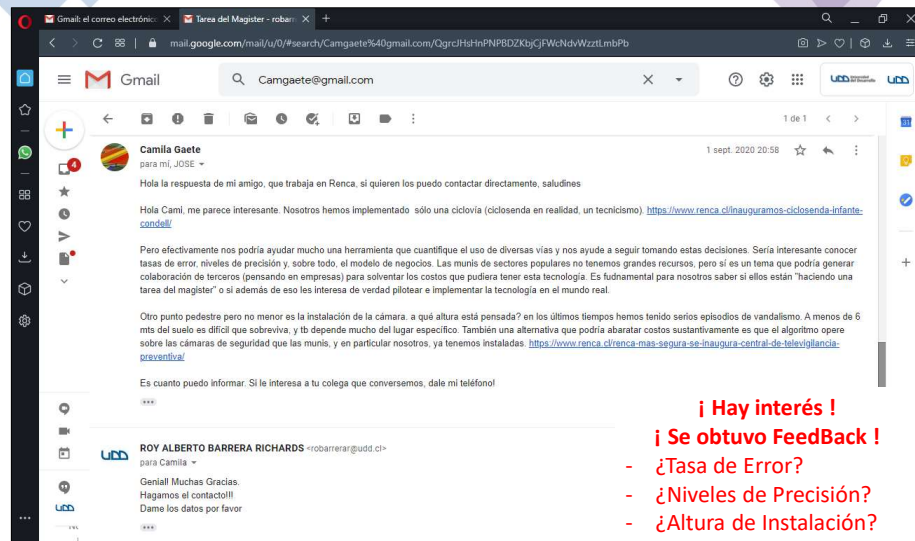 Gmail: el correo electrónico
Tarea del Magister - robarr
mail.google.com/mail/u/0/#search/Camgaete%40gmail.com/QgrcJHsHnPNPBDZKbjCjFWcNdvWzztLmbPb
Gmail
Camgaete@gmail.com
UDD Universidad del Desarrollo
UDD
1 de 1
31
4
Camila Gaete
1 sept. 2020 20:58
para mí, JOSE
Hola la respuesta de mi amigo, que trabaja en Renca, si quieren los puedo contactar directamente, saludines
Hola Cami, me parece interesante. Nosotros hemos implementado sólo una ciclovía (ciclosenda en realidad, un tecnicismo). https://www.renca.cl/inauguramos-ciclosenda-infante-
condell/
Pero efectivamente nos podría ayudar mucho una herramienta que cuantifique el uso de diversas vías y nos ayude a seguir tomando estas decisiones. Sería interesante conocer
tasas de error, niveles de precisión y, sobre todo, el modelo de negocios. Las munis de sectores populares no tenemos grandes recursos, pero sí es un tema que podría generar
colaboración de terceros (pensando en empresas) para solventar los costos que pudiera tener esta tecnología. Es fudnamental para nosotros saber si ellos están "haciendo una
tarea del magister" o si además de eso les interesa de verdad pilotear e implementar la tecnología en el mundo real.
Otro punto pedestre pero no menor es la instalación de la cámara. a qué altura está pensada? en los últimos tiempos hemos tenido serios episodios de vandalismo. A menos de 6
mts del suelo es difícil que sobreviva, y tb depende mucho del lugar específico. También una alternativa que podría abaratar costos sustantivamente es que el algoritmo opere
sobre las cámaras de seguridad que las munis, y en particular nosotros, ya tenemos instaladas. https://www.renca.cl/renca-mas-segura-se-inaugura-central-de-televigilancia-
preventiva/
Es cuanto puedo informar. Si le interesa a tu colega que conversemos, dale mi teléfono!
UDD
ROY ALBERTO BARRERA RICHARDS <robarrerar@udd.cl>
para Camila
Geniall Muchas Gracias.
Hagamos el contacto!!!
Dame los datos por favor
UDD
¡ Hay interés !
¡ Se obtuvo FeedBack !
- ¿Tasa de Error?
- ¿Niveles de Precisión?
- ¿Altura de Instalación?